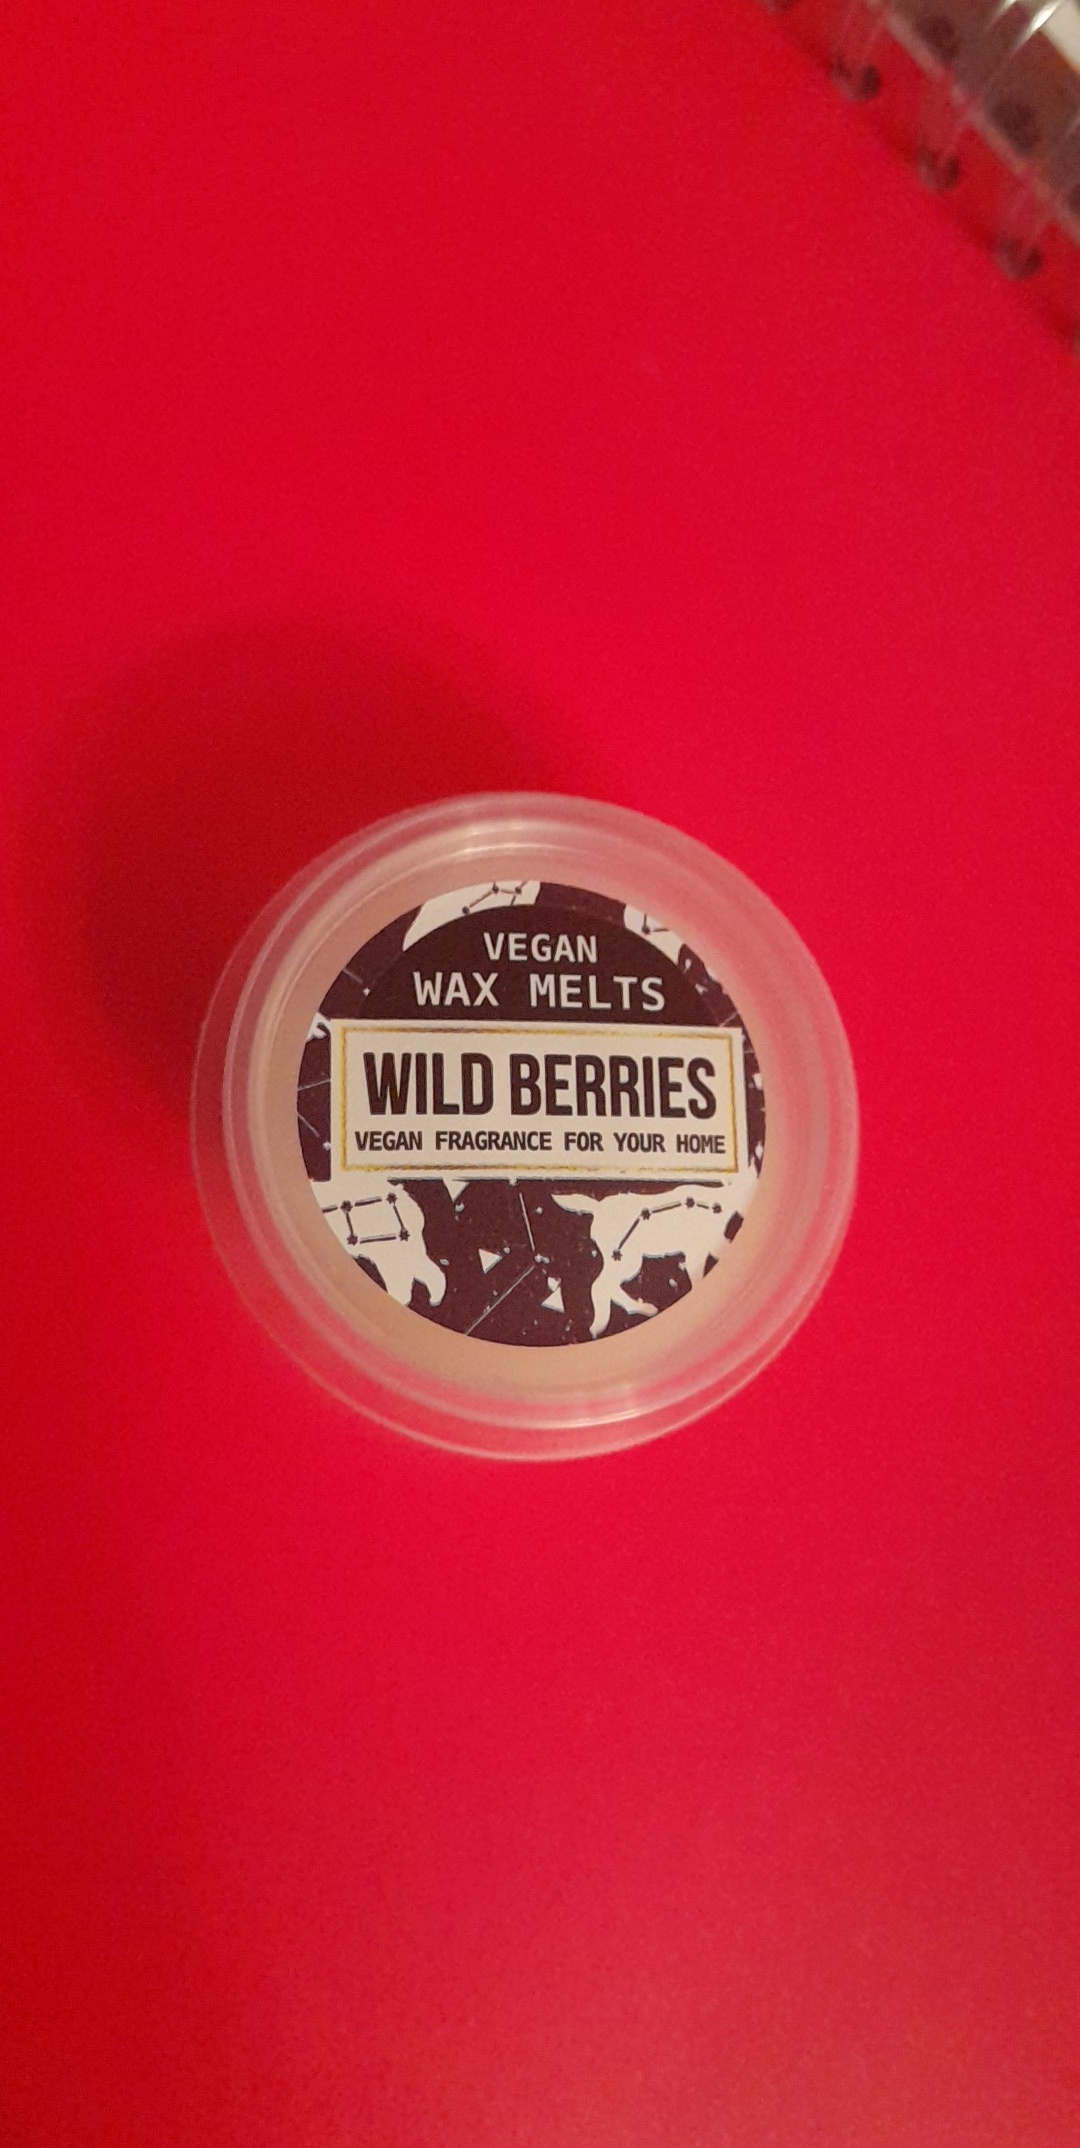 VEGAN
WAX MELTS
WILD BERRIES
VEGAN FRAGRANCE FOR YOUR HOME